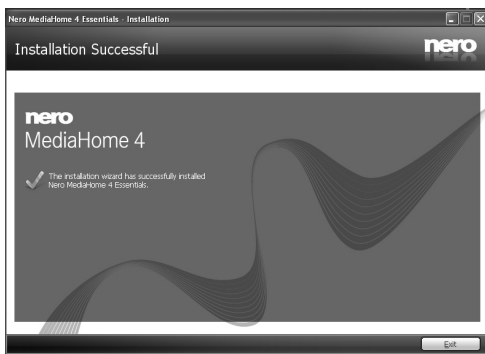 Nero MediaHome 4 Essentials - Installation
Installation Successful
nero
nero
MediaHome 4
The installation wizard has successfully installed
Nero MediaHome 4 Essentials.
Exit